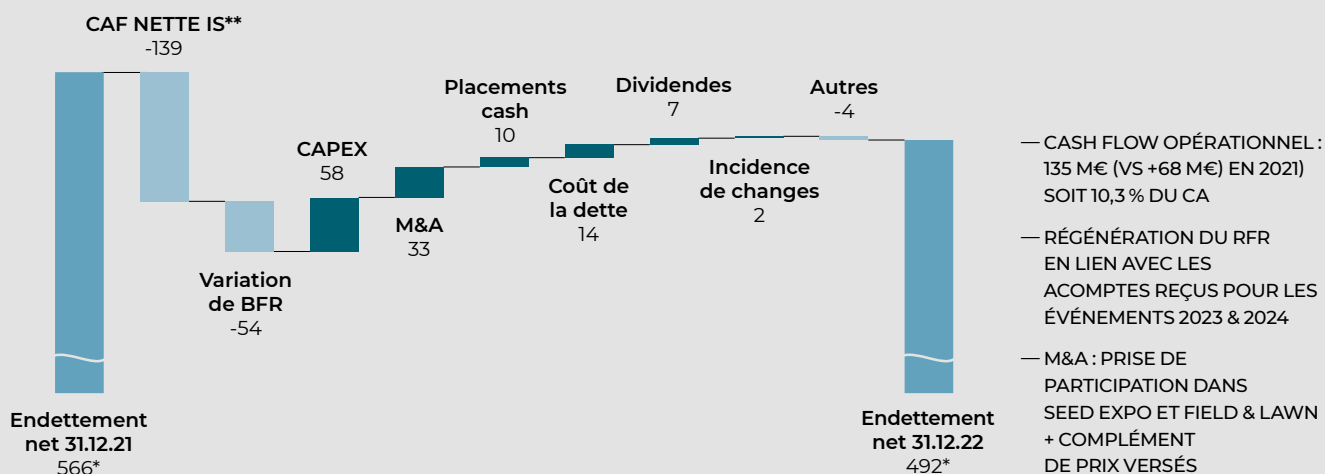 CAF NETTE IS**
-139
Placements
cash
10
Dividendes
7
Autres
-4
CAPEX
58
M&A
33
Coût de
la dette
14
Incidence
de changes
2
Variation
de BFR
-54
Endettement
net 31.12.21
566*
Endettement
net 31.12.22
492*
— CASH FLOW OPÉRATIONNEL :
135 M€ (VS +68 M€) EN 2021)
SOIT 10,3 % DU CA
— RÉGÉNÉRATION DU RFR
EN LIEN AVEC LES
ACOMPTES REÇUS POUR LES
ÉVÉNEMENTS 2023 & 2024
— M&A : PRISE DE
PARTICIPATION DANS
SEED EXPO ET FIELD & LAWN
+ COMPLÉMENT
DE PRIX VERSÉS